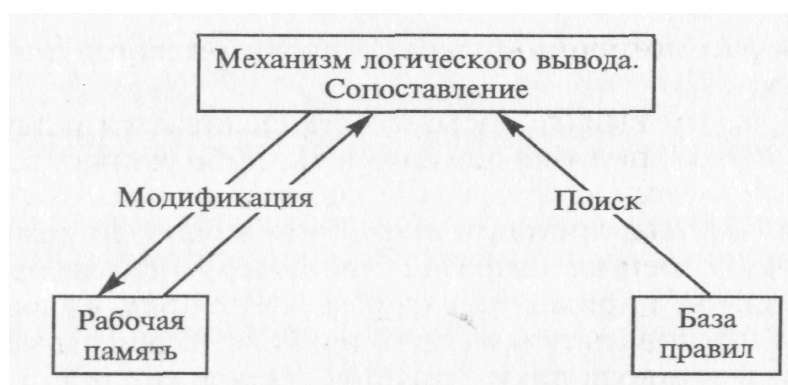 Механизм логического вывода.
Сопоставление
Модификация
Поиск
Рабочая
память
База
правил